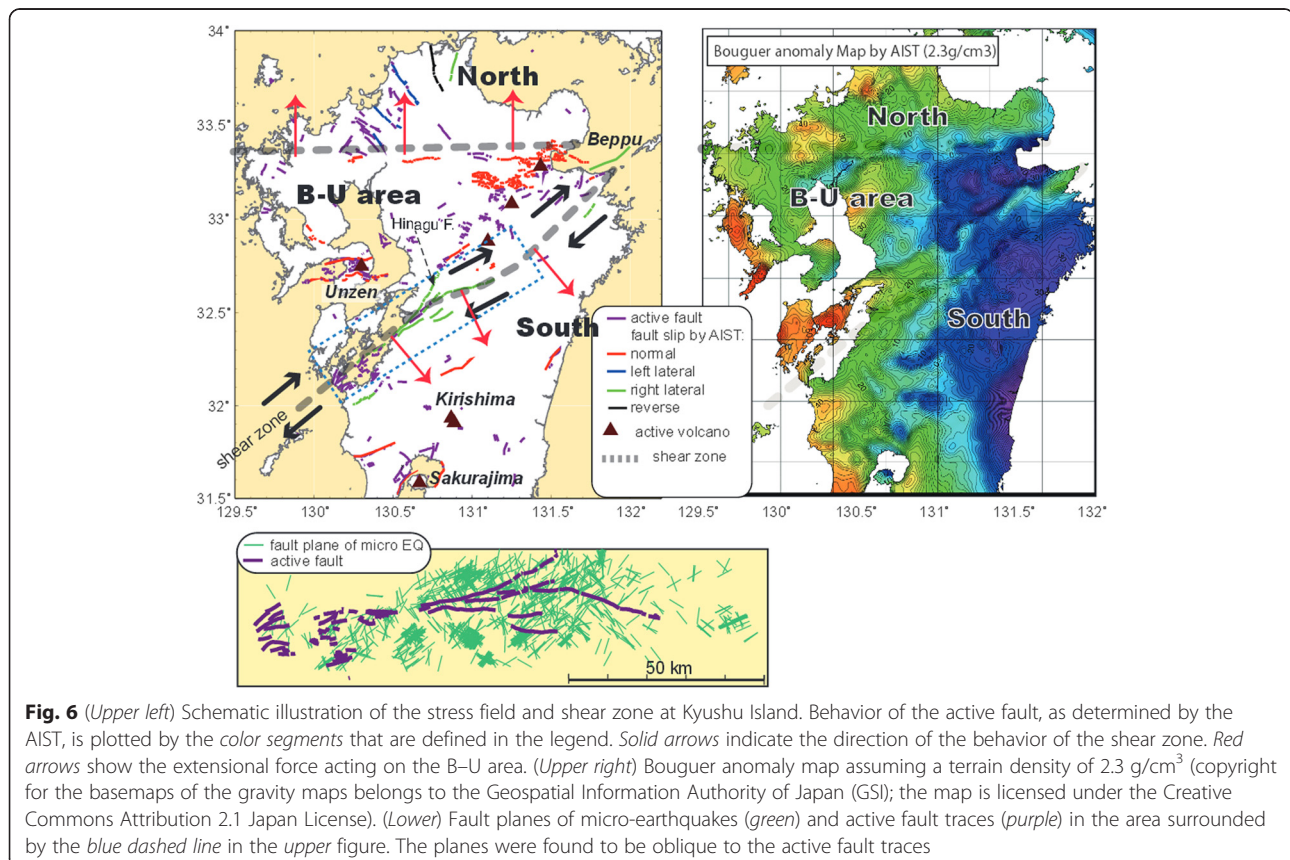 34˚
33.5˚
33˚
32.5˚
32˚
31.5˚
129.5˚ 130˚ 130.5˚ 131˚ 131.5˚ 132˚
North
Beppu
B-U area
Hinagu F.
Unzen
South
Kirishima
shear zone
Sakurajima
active fault
fault slip by AIST:
normal
left lateral
right lateral
reverse
active volcano
shear zone
Bouguer anomaly Map by AIST (2.3g/cm3)
North
B-U area
South
129.5˚ 130˚ 130.5˚ 131˚ 131.5˚ 132˚
fault plane of micro EQ
active fault
50 km
Fig. 6 (Upper left) Schematic illustration of the stress field and shear zone at Kyushu Island. Behavior of the active fault, as determined by the
AIST, is plotted by the color segments that are defined in the legend. Solid arrows indicate the direction of the behavior of the shear zone. Red
arrows show the extensional force acting on the B–U area. (Upper right) Bouguer anomaly map assuming a terrain density of 2.3 g/cm³ (copyright
for the basemaps of the gravity maps belongs to the Geospatial Information Authority of Japan (GSI); the map is licensed under the Creative
Commons Attribution 2.1 Japan License). (Lower) Fault planes of micro-earthquakes (green) and active fault traces (purple) in the area surrounded
by the blue dashed line in the upper figure. The planes were found to be oblique to the active fault traces